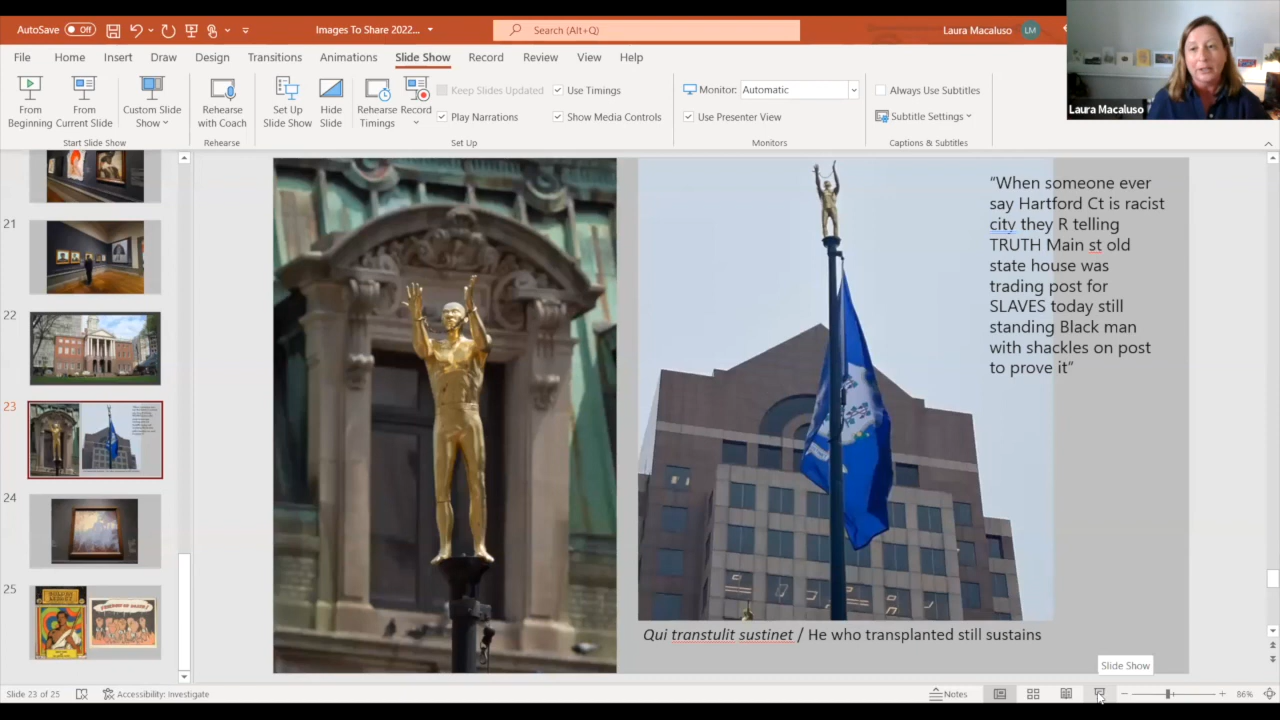 AutoSave Off Images To Share 2022... Search (Alt+Q) Laura Macaluso LM
File Home Insert Draw Design Transitions Animations Slide Show Record Review View Help
From Beginning
From Current Slide
Custom Slide Show
Start Slide Show
Rehearse with Coach
Rehearse
Set Up Slide Show
Hide Slide
Rehearse Timings
Record
Keep Slides Updated
Play Narrations
Use Timings
Show Media Controls
Set Up
Monitor: Automatic
Use Presenter View
Monitors
Always Use Subtitles
Subtitle Settings
Captions & Subtitles
Laura Macaluso
21
22
23
24
25
“When someone ever
say Hartford Ct is racist
city they R telling
TRUTH Main st old
state house was
trading post for
SLAVES today still
standing Black man
with shackles on post
to prove it”
Qui transtulit sustinet / He who transplanted still sustains
Slide Show
Slide 23 of 25 Accessibility: Investigate Notes 86%